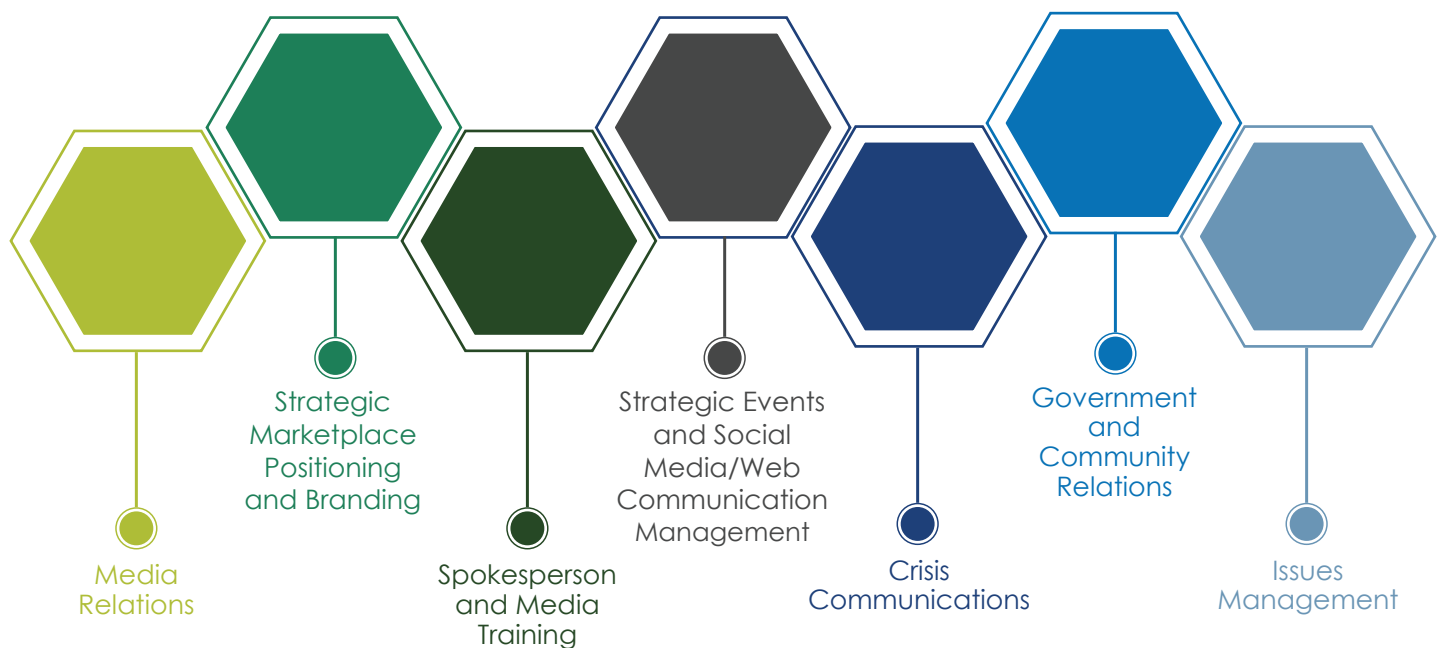 Media
Relations
Strategic
Marketplace
Positioning
and Branding
Spokesperson
and Media
Training
Strategic Events
and Social
Media/Web
Communication
Management
Crisis
Communications
Government
and
Community
Relations
Issues
Management